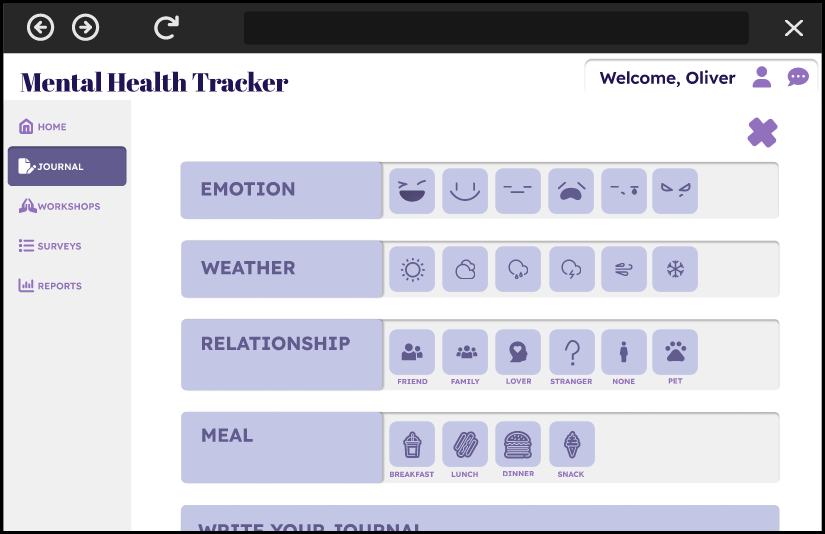 Mental Health Tracker
Welcome, Oliver
HOME
JOURNAL
WORKSHOPS
SURVEYS
REPORTS
EMOTION
WEATHER
RELATIONSHIP
FRIEND FAMILY LOVER STRANGER NONE PET
MEAL
BREAKFAST LUNCH DINNER SNACK
WRITE YOUR JOURNAL